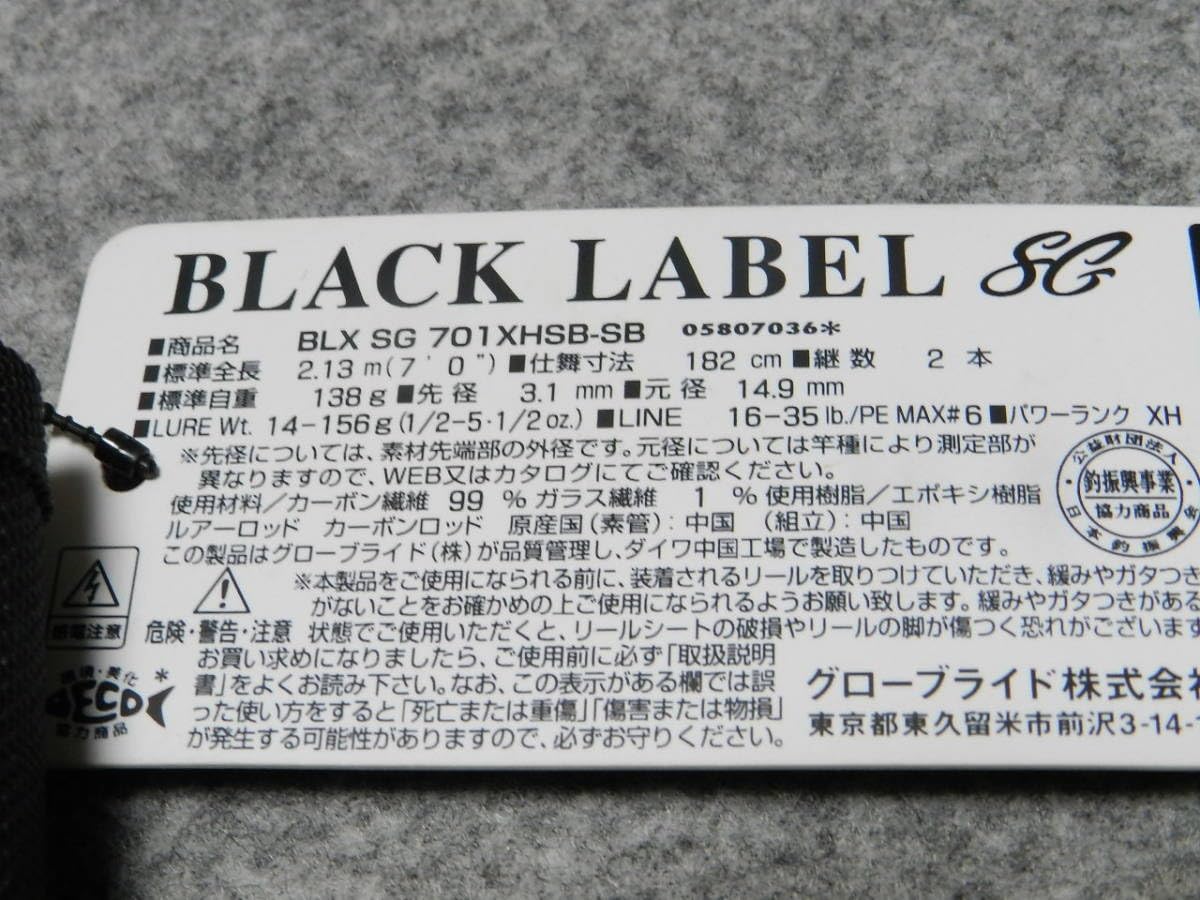 BLACK LABEL SG
■商品名 BLX SG 701XHSB-SB 05807036*
■標準全長 2.13 m(7'0") ■仕舞寸法 182 cm ■継数 2 本
■標準自重 138 g ■先径 3.1 mm ■元径 14.9 mm
■LURE Wt. 14-156g(1/2-5・1/2oz.) ■LINE 16-35 lb./PE MAX#6 ■パワーランク XH
※先径については、素材先端部の外径です。元径については竿種により測定部が
異なりますので、WEB又はカタログにてご確認ください。
使用材料/カーボン繊維 99 % ガラス繊維 1 % 使用樹脂/エポキシ樹脂
ルアーロッド カーボンロッド 原産国(素管):中国 (組立):中国
この製品はグローブライド(株)が品質管理し、ダイワ中国工場で製造したものです。
公益財団法人
釣振興事業
協力商品
日本釣振興
※本製品をご使用になられる前に、装着されるリールを取りつけていただき、緩みやガタつき
がないことをお確かめの上ご使用になられるようお願い致します。緩みやガタつきがある
状態でご使用いただくと、リールシートの破損やリールの脚が傷つく恐れがございます
感電注意
危険・警告・注意
お買い求めになりましたら、ご使用前に必ず「取扱説明
書」をよくお読み下さい。なお、この表示がある欄では誤
った使い方をすると「死亡または重傷」「傷害または物損」
が発生する可能性がありますので、必ずお守りください。
環境・美化
ECO
*
協力商品
グローブライド株式会社
東京都東久留米市前沢3-14-